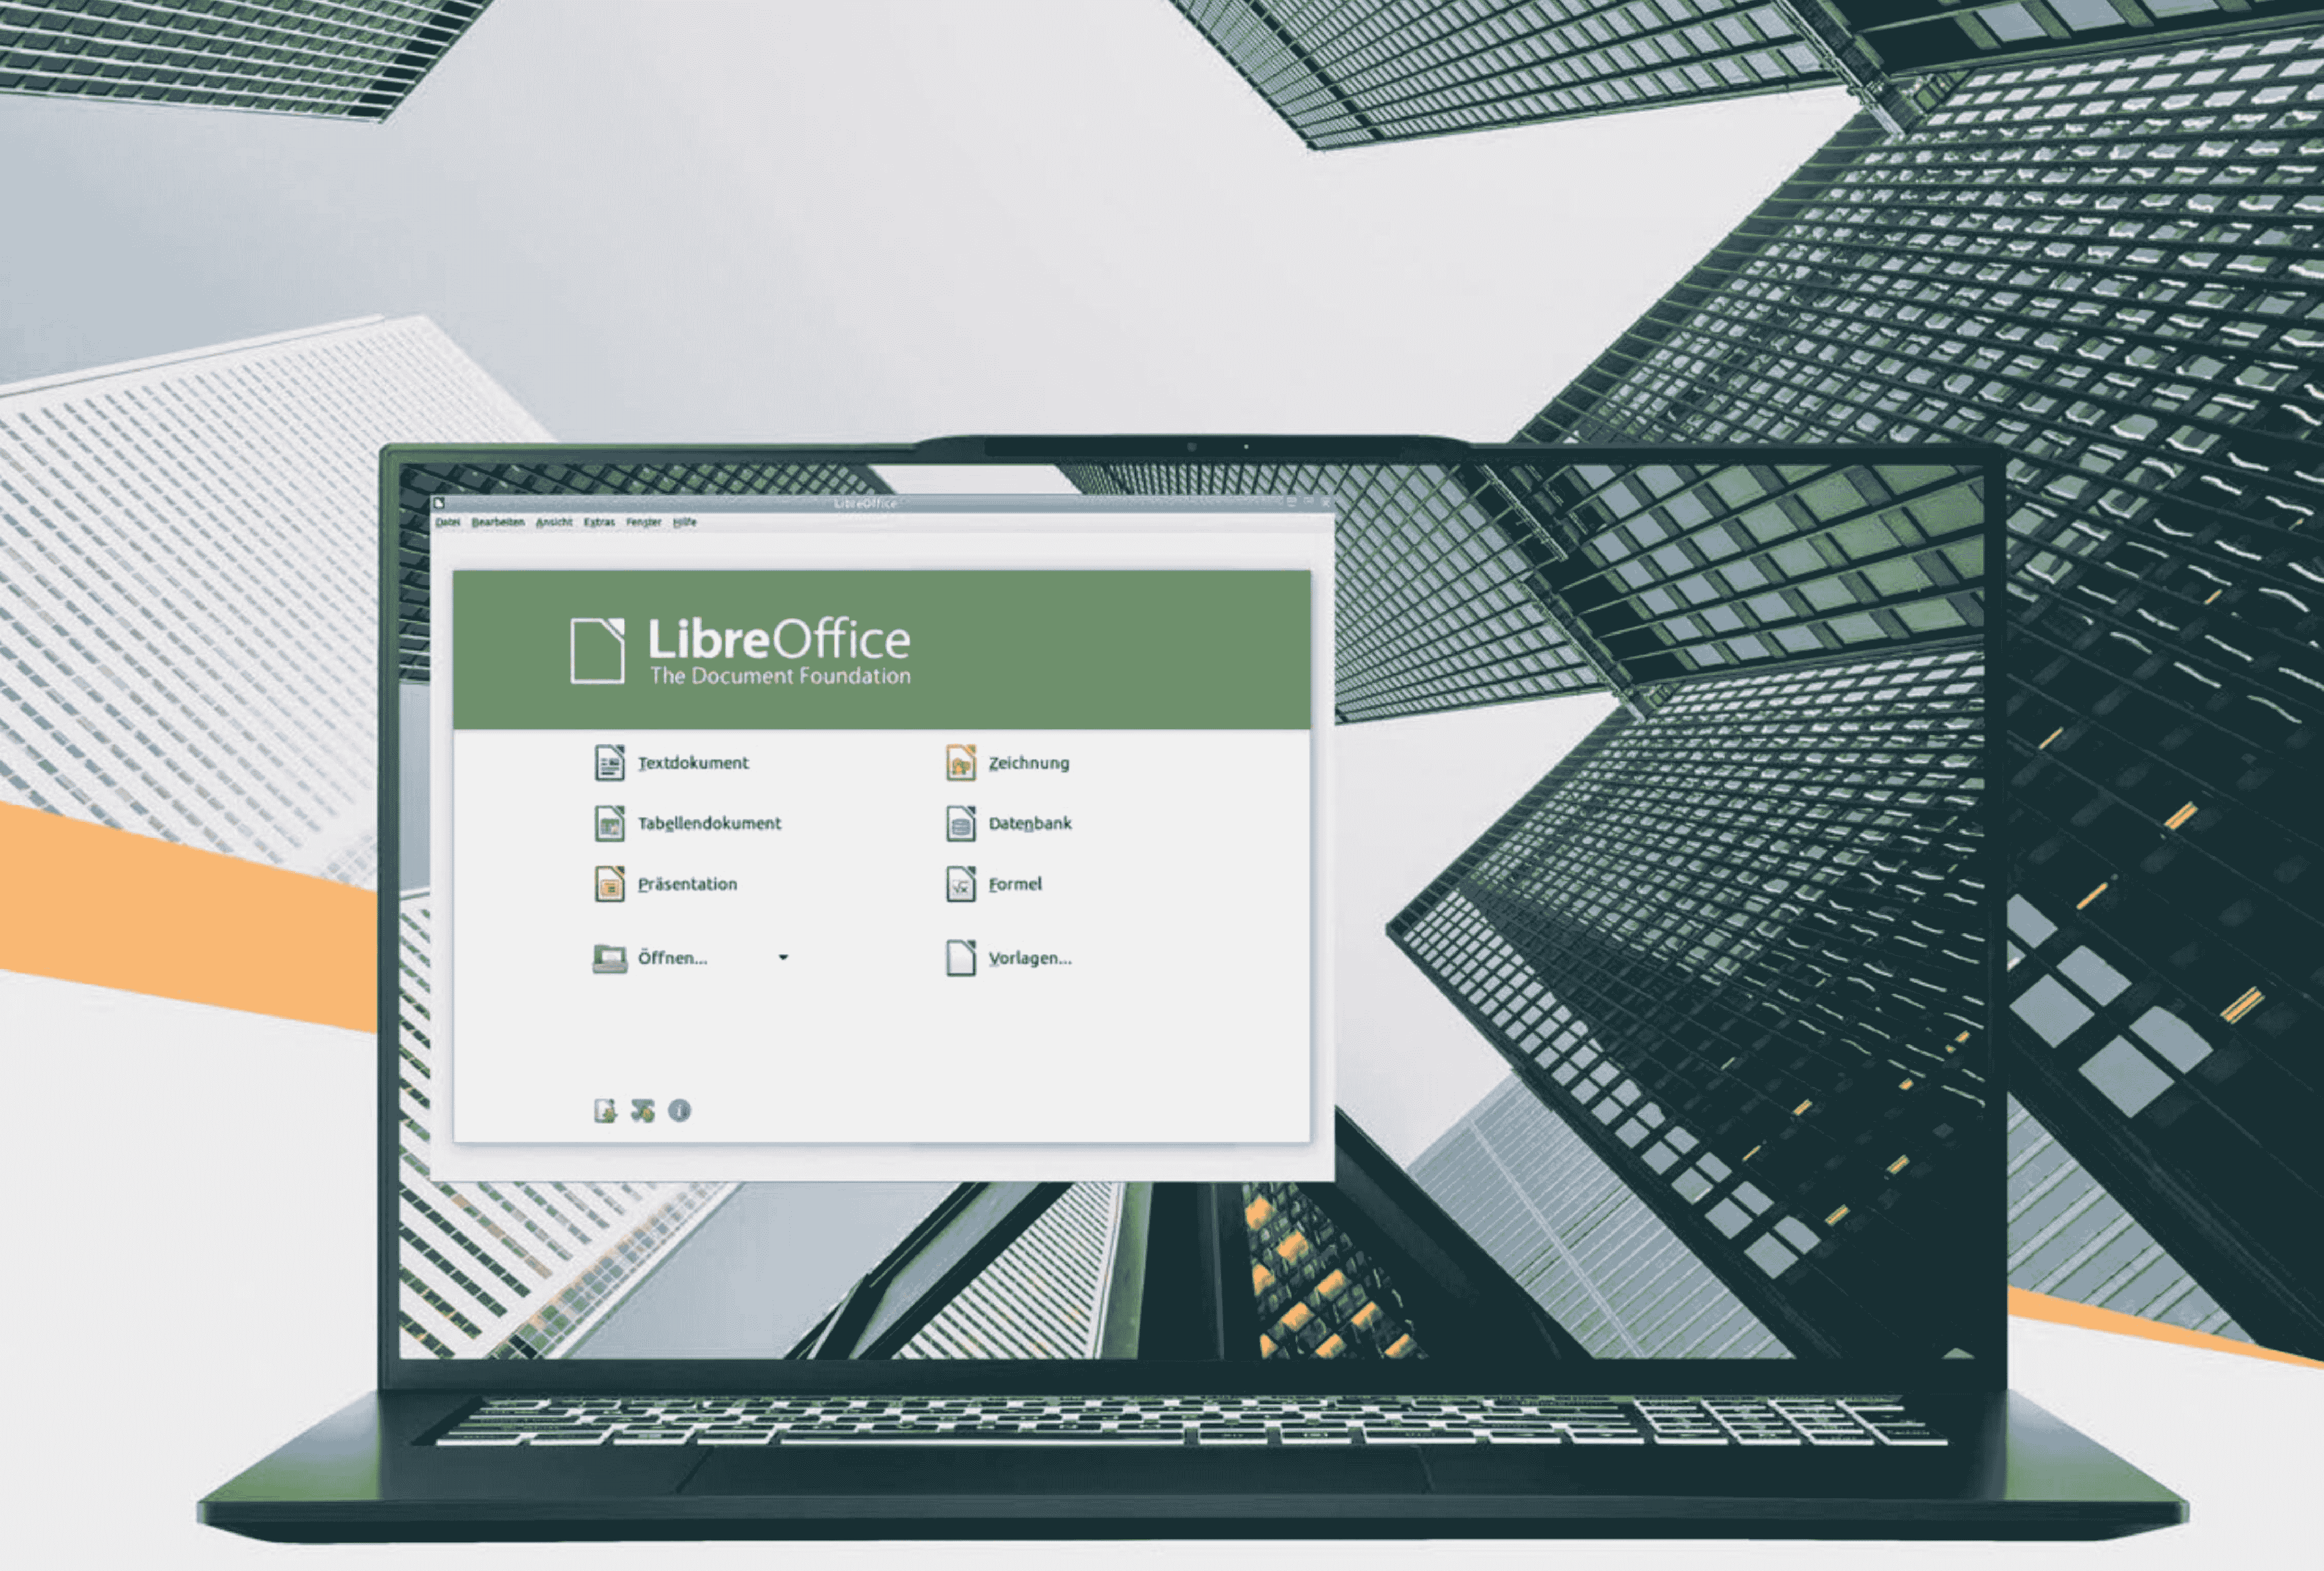 LibreOffice
Datei Bearbeiten Ansicht Extras Fenster Hilfe
LibreOffice
The Document Foundation
Textdokument
Zeichnung
Tabellendokument
Datenbank
Präsentation
Formel
Öffnen...
Vorlagen...